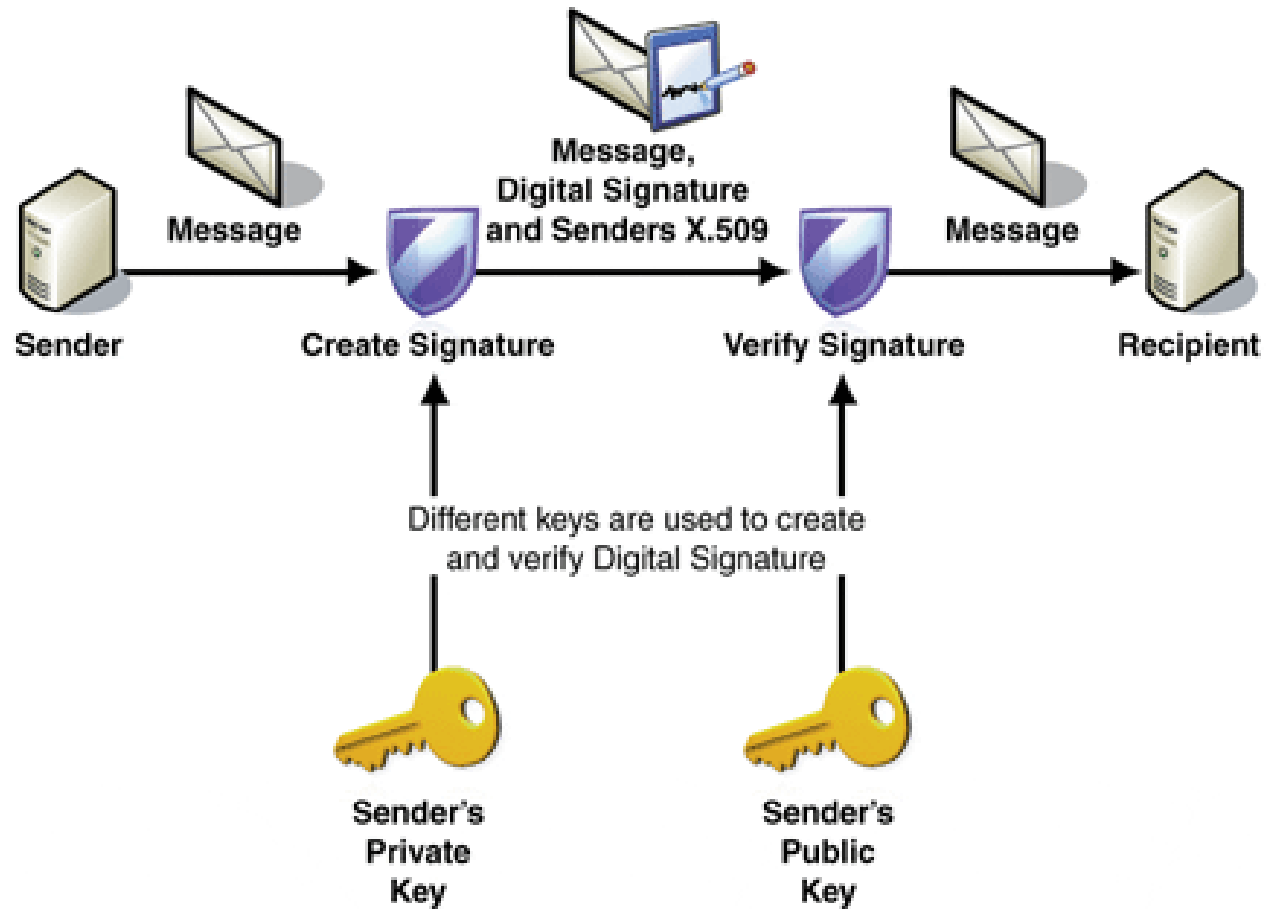 Message,
Digital Signature
and Senders X.509
Message
Message
Sender
Create Signature
Verify Signature
Recipient
Different keys are used to create
and verify Digital Signature
Sender's
Private
Key
Sender's
Public
Key